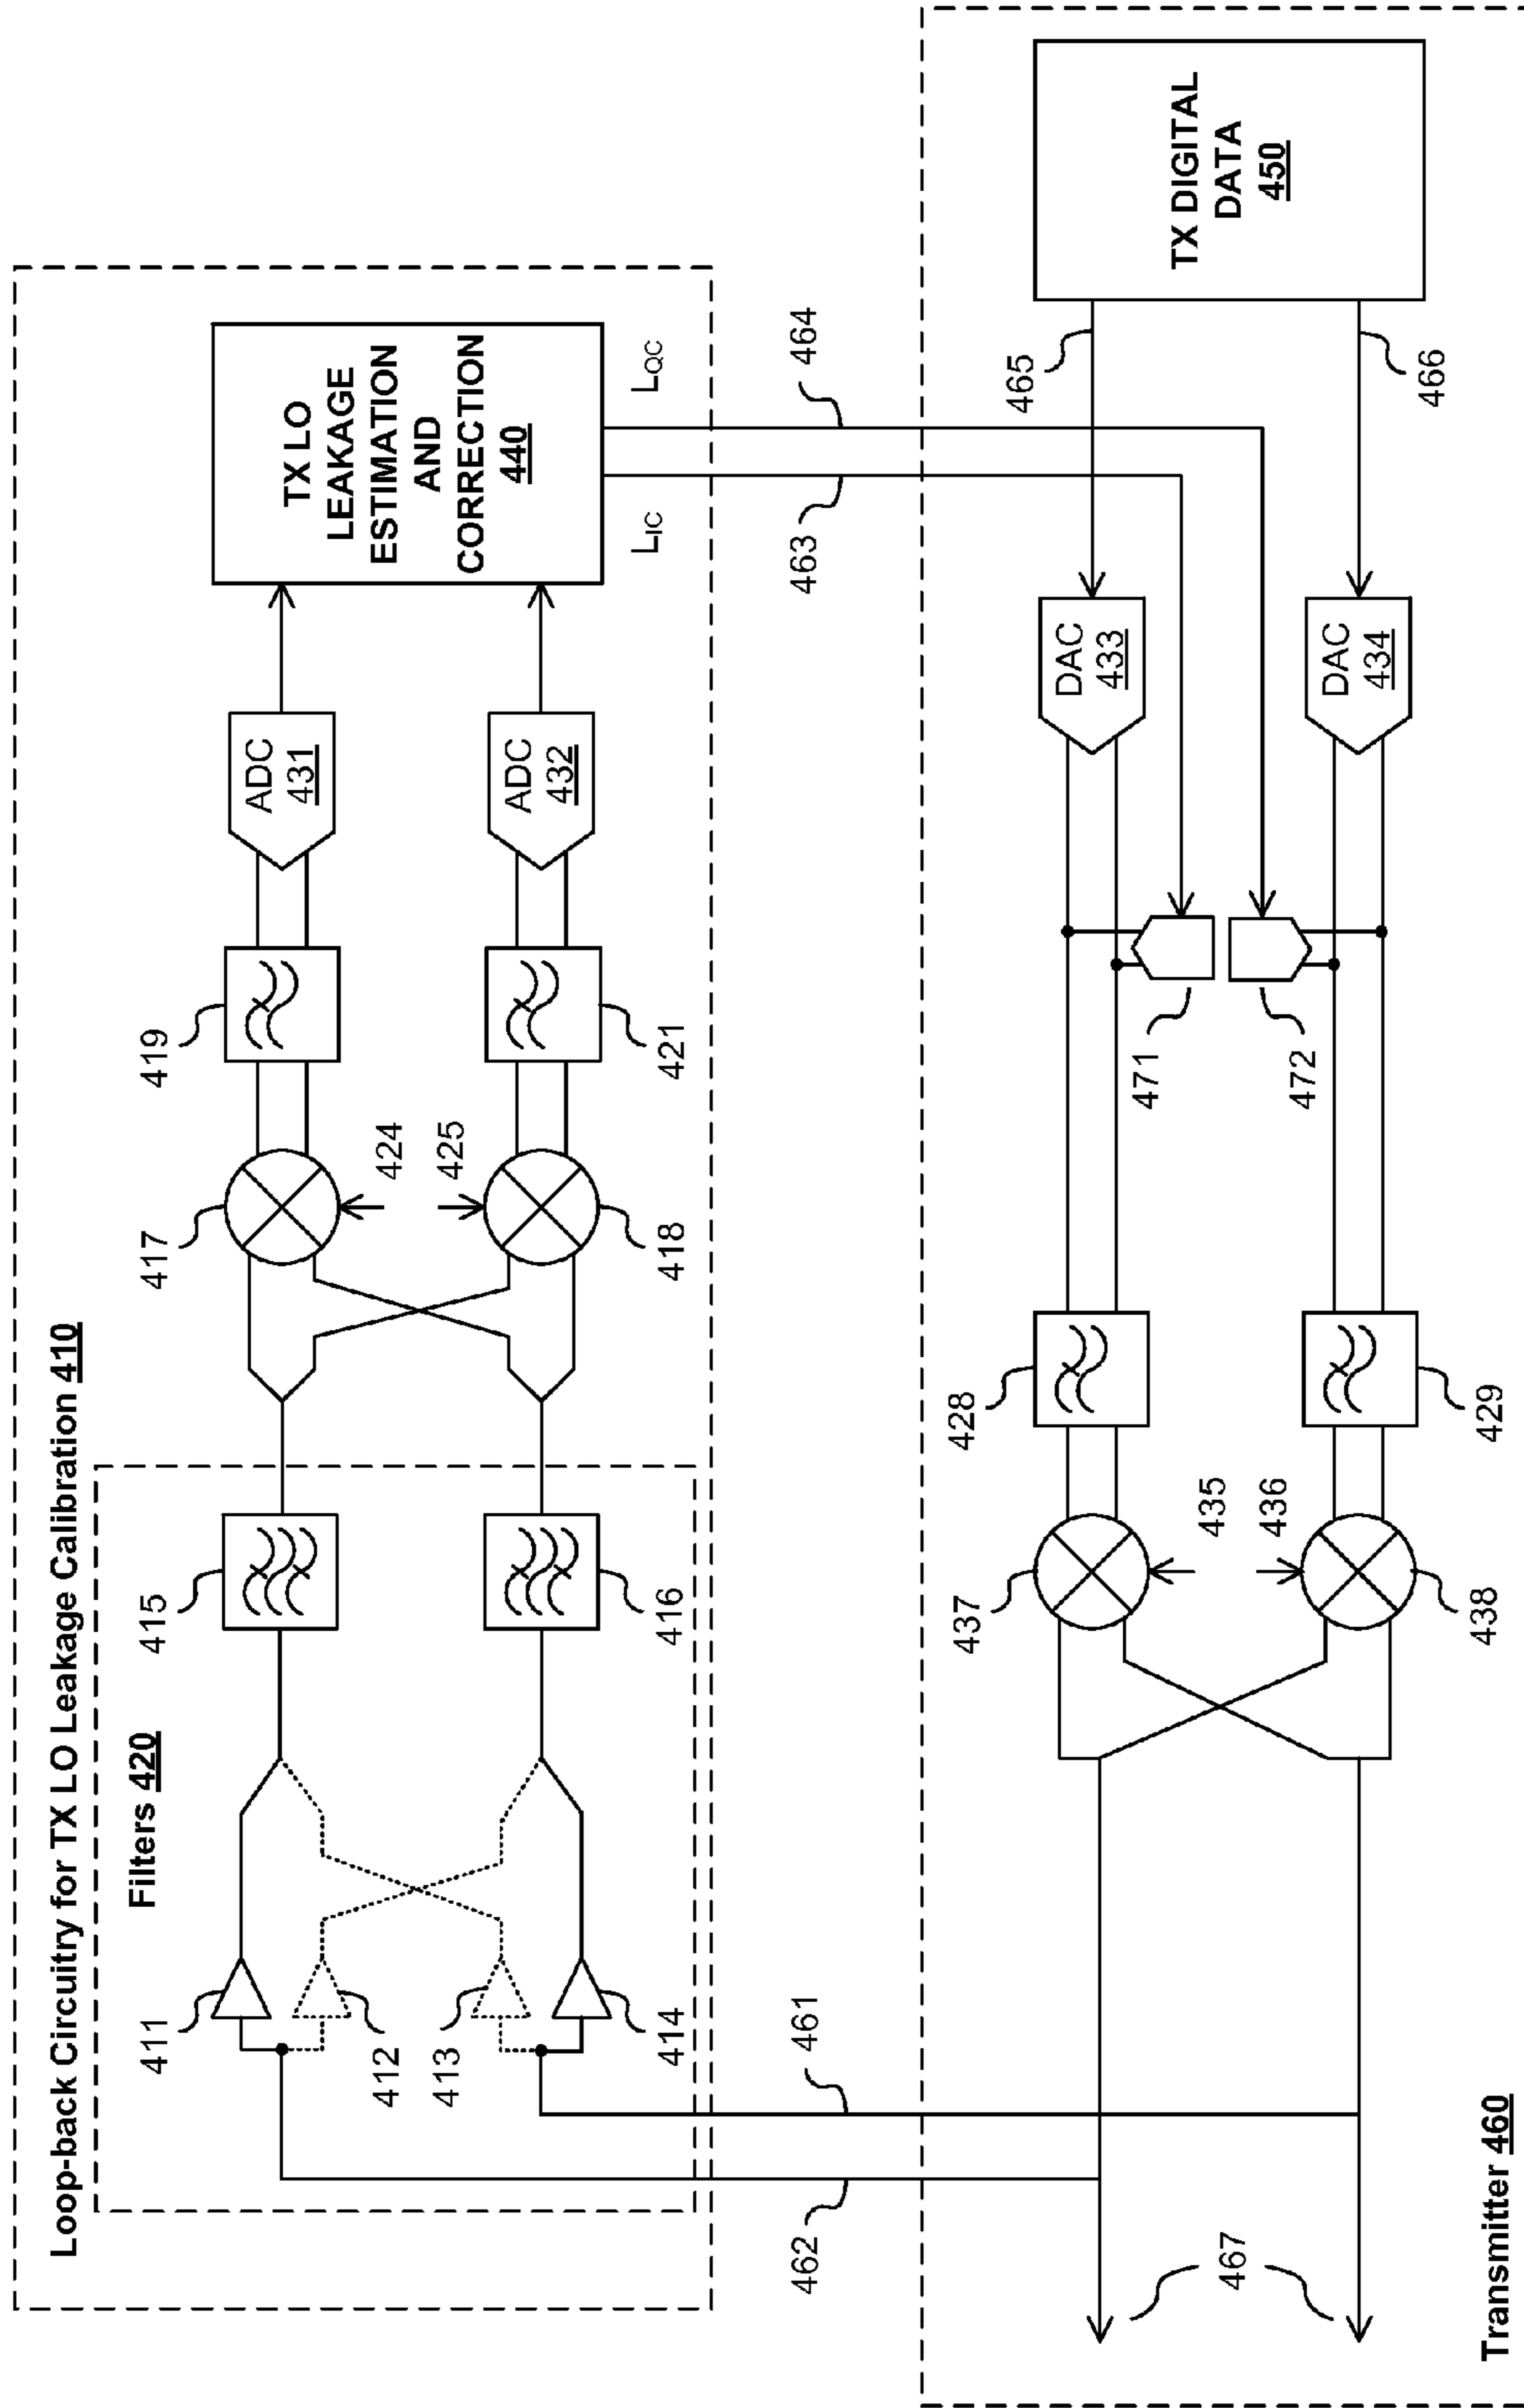 Loop-back Circuitry for TX LO Leakage Calibration 410
Filters 420
411
412
413
414
415
416
417
418
424
425
419
421
ADC
431
ADC
432
TX LO
LEAKAGE
ESTIMATION
AND
CORRECTION
440
LIC
LQC
462
461
463
464
Transmitter 460
467
437
438
435
436
428
429
471
472
DAC
433
DAC
434
465
466
TX DIGITAL
DATA
450